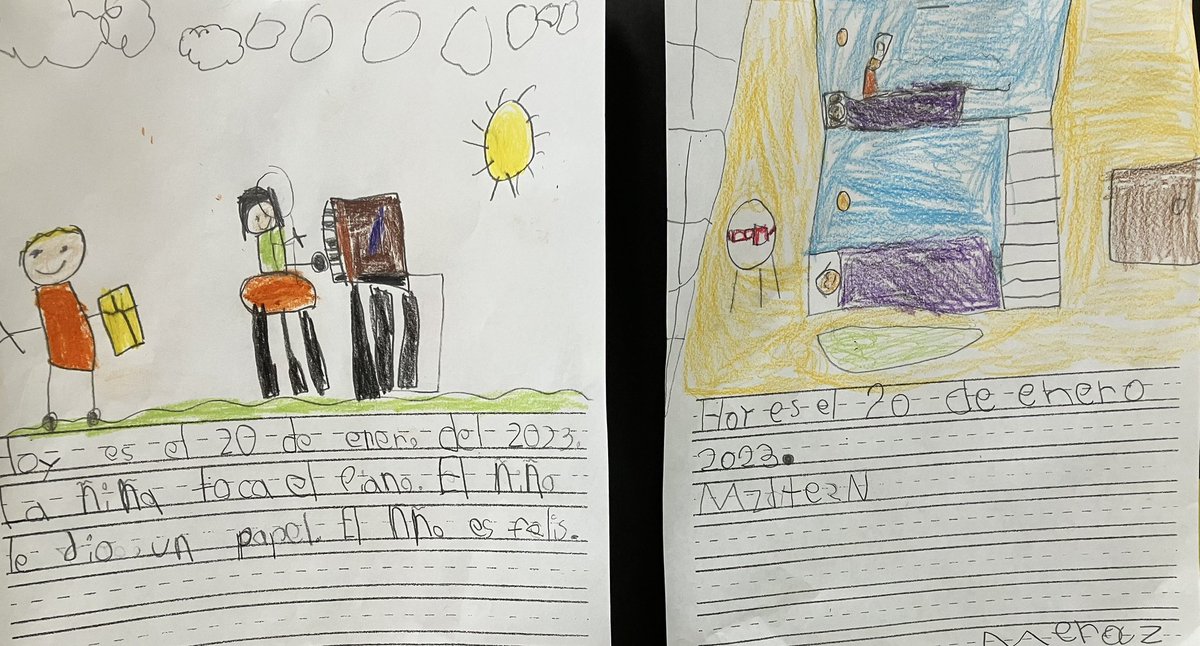 Hoy es el 20 de enero del 2023.
La niña toca el piano. El niño
le dio un papel. El niño es felis.
Hor es el 20 de enero
2023.